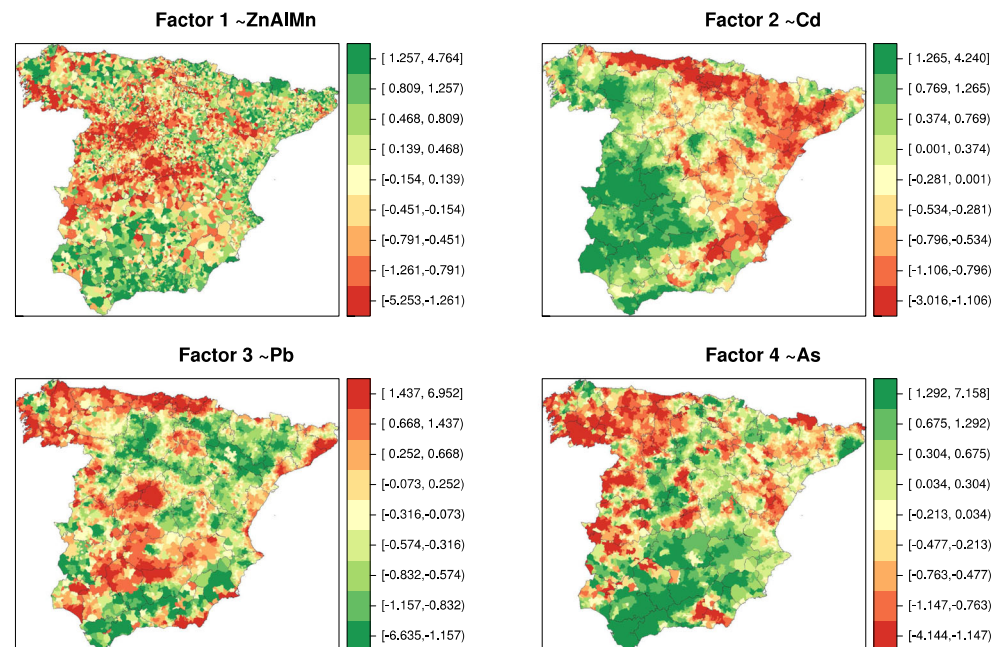 Factor 1 ~ZnAlMn
[ 1.257, 4.764]
[ 0.809, 1.257)
[ 0.468, 0.809)
[ 0.139, 0.468)
[-0.154, 0.139)
[-0.451,-0.154)
[-0.791,-0.451)
[-1.261,-0.791)
[-5.253,-1.261)
Factor 2 ~Cd
[ 1.265, 4.240]
[ 0.769, 1.265)
[ 0.374, 0.769)
[ 0.001, 0.374)
[-0.281, 0.001)
[-0.534,-0.281)
[-0.796,-0.534)
[-1.106,-0.796)
[-3.016,-1.106)
Factor 3 ~Pb
[ 1.437, 6.952]
[ 0.668, 1.437)
[ 0.252, 0.668)
[-0.073, 0.252)
[-0.316,-0.073)
[-0.574,-0.316)
[-0.832,-0.574)
[-1.157,-0.832)
[-6.635,-1.157)
Factor 4 ~As
[ 1.292, 7.158]
[ 0.675, 1.292)
[ 0.304, 0.675)
[ 0.034, 0.304)
[-0.213, 0.034)
[-0.477,-0.213)
[-0.763,-0.477)
[-1.147,-0.763)
[-4.144,-1.147)